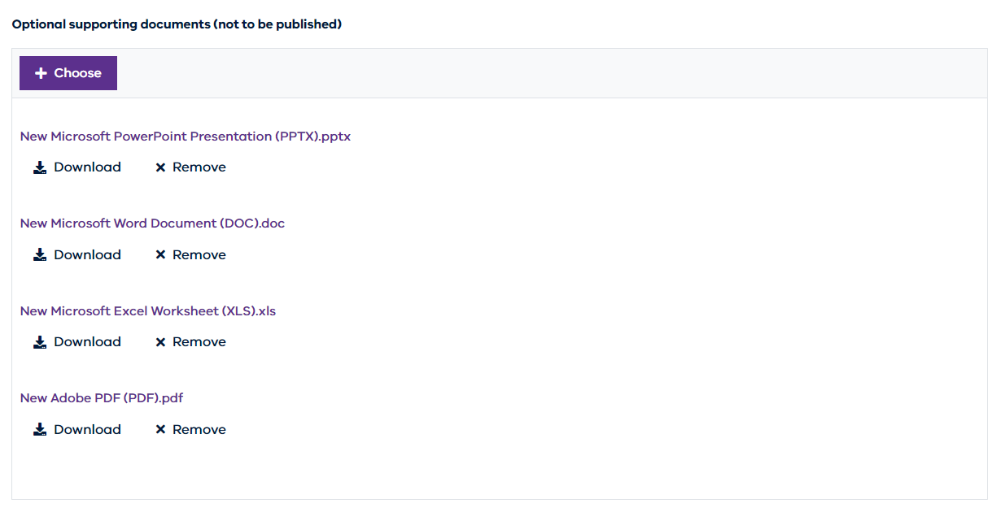 Optional supporting documents (not to be published)
Choose
New Microsoft PowerPoint Presentation (PPTX).pptx
Download Remove
New Microsoft Word Document (DOC).doc
Download Remove
New Microsoft Excel Worksheet (XLS).xls
Download Remove
New Adobe PDF (PDF).pdf
Download Remove